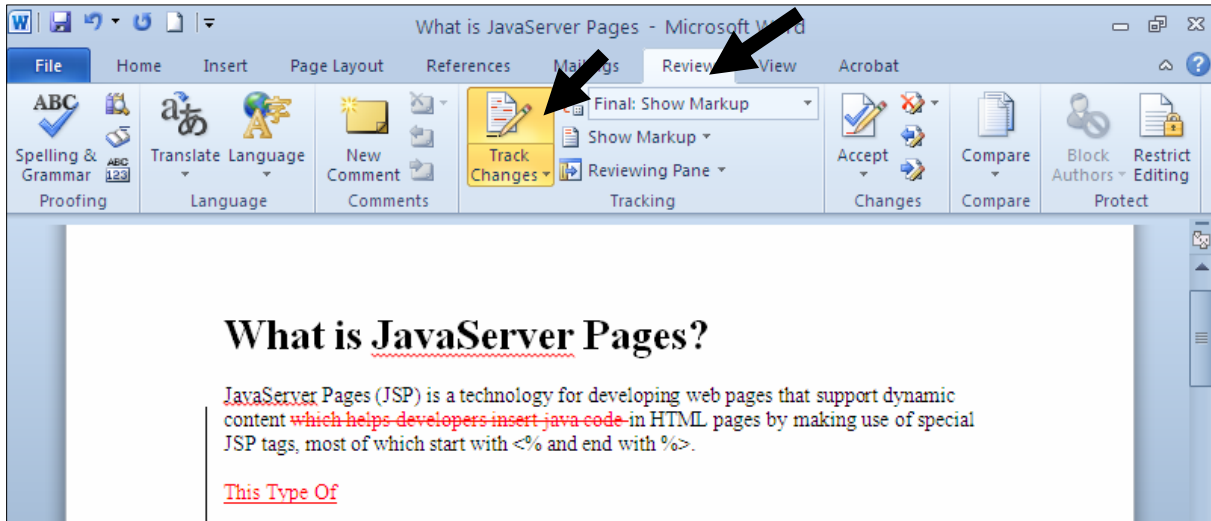 What is JavaServer Pages - Microsoft Word
File Home Insert Page Layout References Mailings Review View Acrobat
ABC
Spelling & Grammar
ABC
123
Translate
Language
New Comment
Track Changes
Final: Show Markup
Show Markup
Reviewing Pane
Accept
Compare
Block Authors
Restrict Editing
Proofing Language Comments Tracking Changes Compare Protect
What is JavaServer Pages?
JavaServer Pages (JSP) is a technology for developing web pages that support dynamic
content which helps developers insert java code in HTML pages by making use of special
JSP tags, most of which start with <% and end with %>.
This Type Of